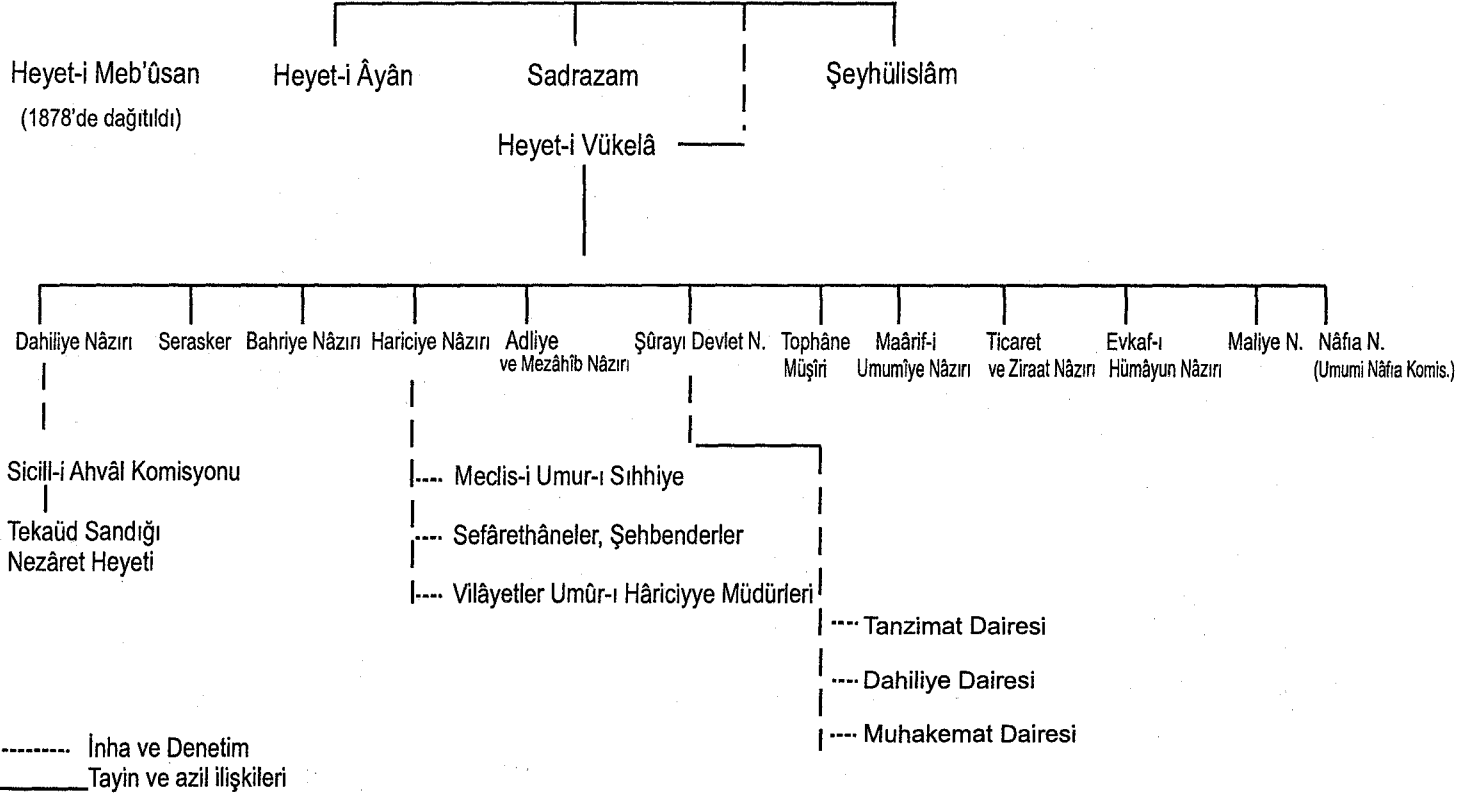 Heyet-i Meb'ûsan
(1878'de dağıtıldı)
Heyet-i Âyân
Sadrazam
Şeyhülislâm
Heyet-i Vükelâ
Dahiliye Nâzırı
Serasker
Bahriye Nâzırı
Hariciye Nâzırı
Adliye
ve Mezâhîb Nâzırı
Şûrayı Devlet N.
Tophâne
Müşîri
Maârif-i
Umumîye Nâzırı
Ticaret
ve Ziraat Nâzırı
Evkaf-ı
Hümâyun Nâzırı
Maliye N.
Nâfıa N.
(Umumi Nâfıa Komis.)
Sicill-i Ahvâl Komisyonu
Tekaüd Sandığı
Nezâret Heyeti
Meclis-i Umur-ı Sıhhiye
Sefârethâneler, Şehbenderler
Vilâyetler Umûr-ı Hâriciyye Müdürleri
Tanzimat Dairesi
Dahiliye Dairesi
Muhakemat Dairesi
İnha ve Denetim
Tayin ve azil ilişkileri